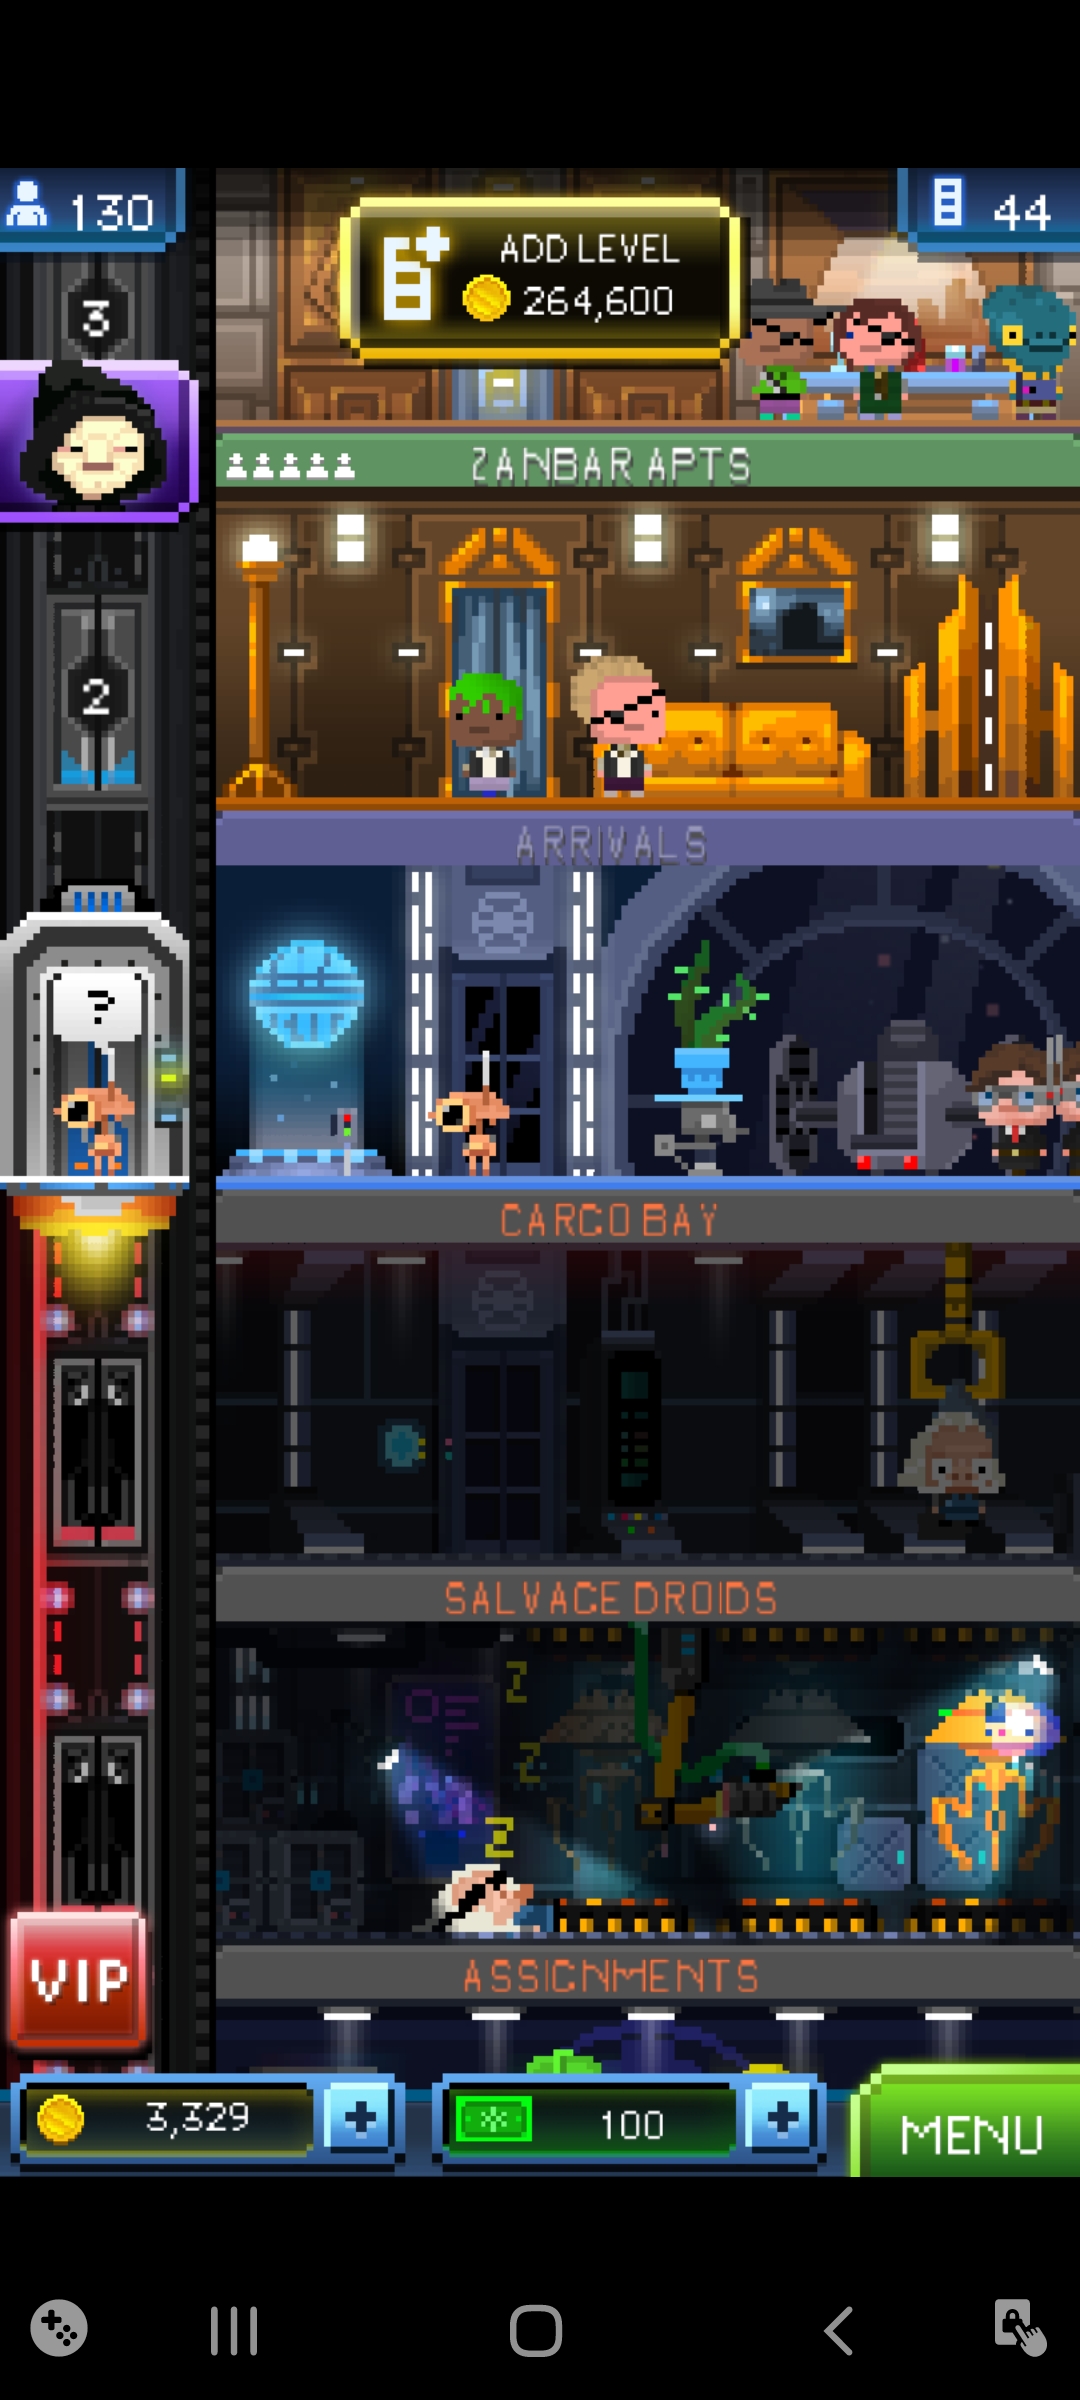 130
ADD LEVEL
264,600
44
3
ZANBAR APTS
2
ARRIVALS
?
CARGO BAY
SALVAGE DROIDS
Z
Z
Z
VIP
ASSIGNMENTS
3,329
+
100
+
MENU